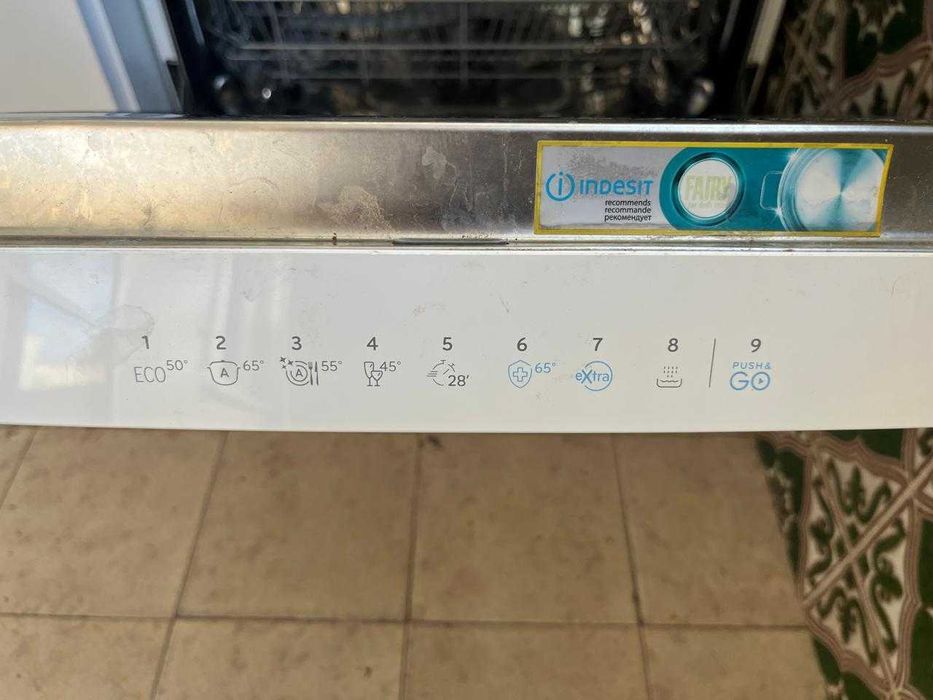 INDESIT
recommends
recommande
рекомендует
FAIRY
1 2 3 4 5 6 7 8 9
ECO 50° A 65° A 55° 45° 28' 65° eXtra PUSH & GO